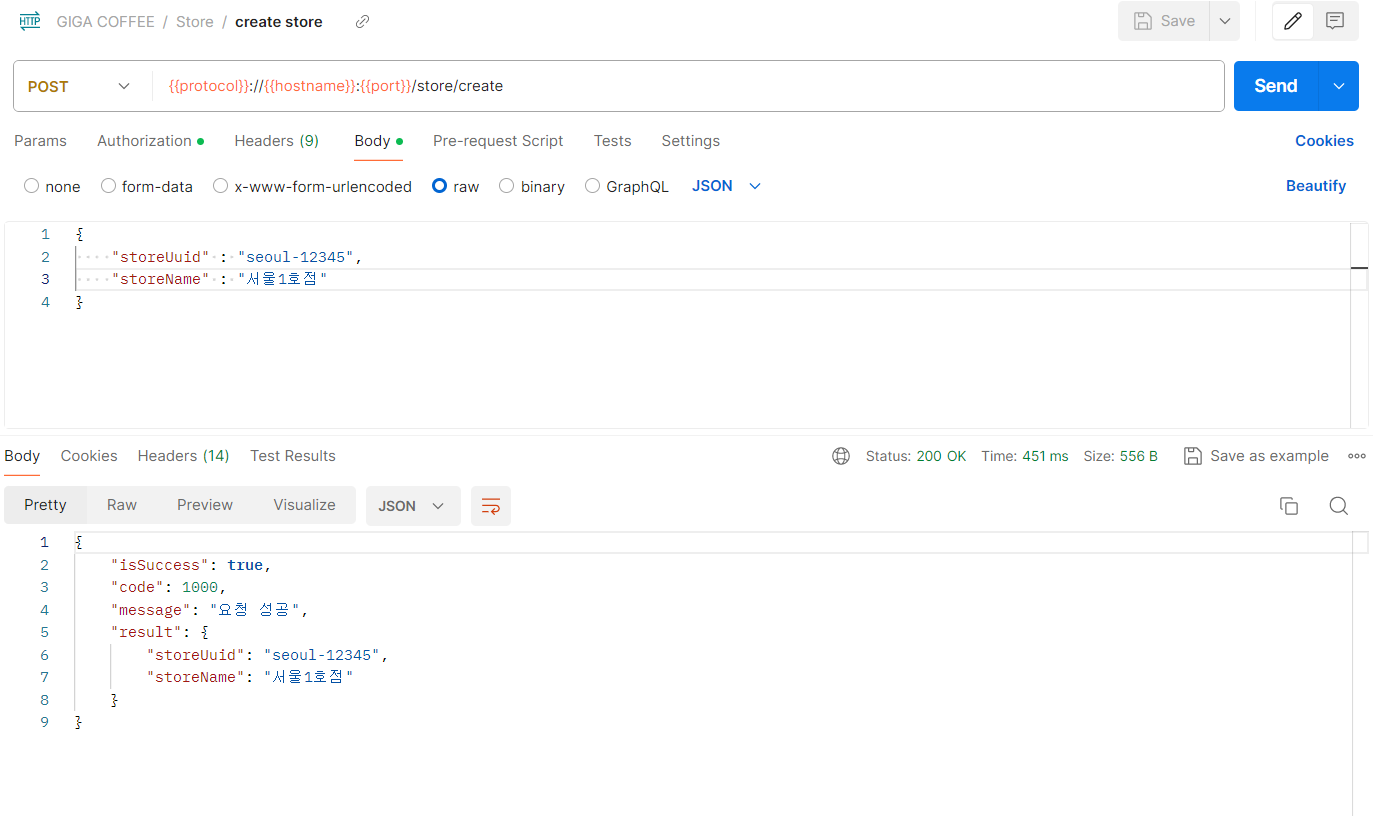 HTTP GIGA COFFEE / Store / create store Save
POST {{protocol}}://{{hostname}}:{{port}}/store/create Send
Params Authorization Headers (9) Body Pre-request Script Tests Settings Cookies
none form-data x-www-form-urlencoded raw binary GraphQL JSON Beautify
1 {
2 ····"storeUuid"·:·"seoul-12345",
3 ····"storeName"·:·"서울1호점"
4 }
Body Cookies Headers (14) Test Results Status: 200 OK Time: 451 ms Size: 556 B Save as example
Pretty Raw Preview Visualize JSON
1 {
2 "isSuccess": true,
3 "code": 1000,
4 "message": "요청 성공",
5 "result": {
6 "storeUuid": "seoul-12345",
7 "storeName": "서울1호점"
8 }
9 }